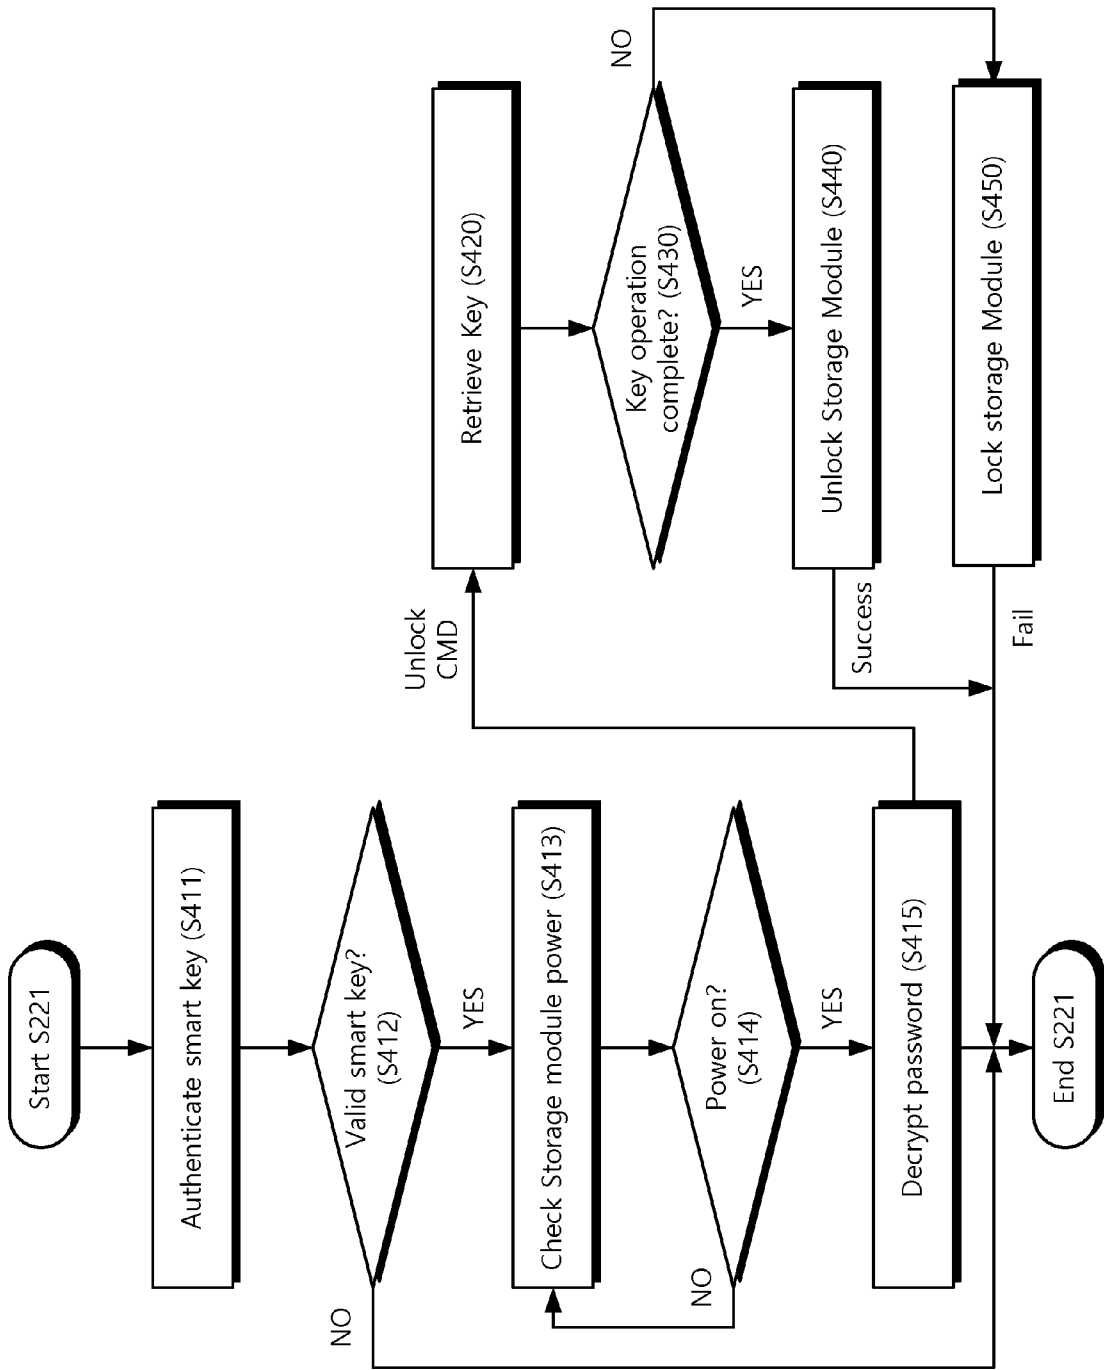 Start S221
Authenticate smart key (S411)
Valid smart key?
(S412)
NO
YES
Check Storage module power (S413)
Power on?
(S414)
NO
YES
Decrypt password (S415)
End S221
Unlock
CMD
Retrieve Key (S420)
Key operation
complete? (S430)
NO
YES
Unlock Storage Module (S440)
Success
Lock storage Module (S450)
Fail